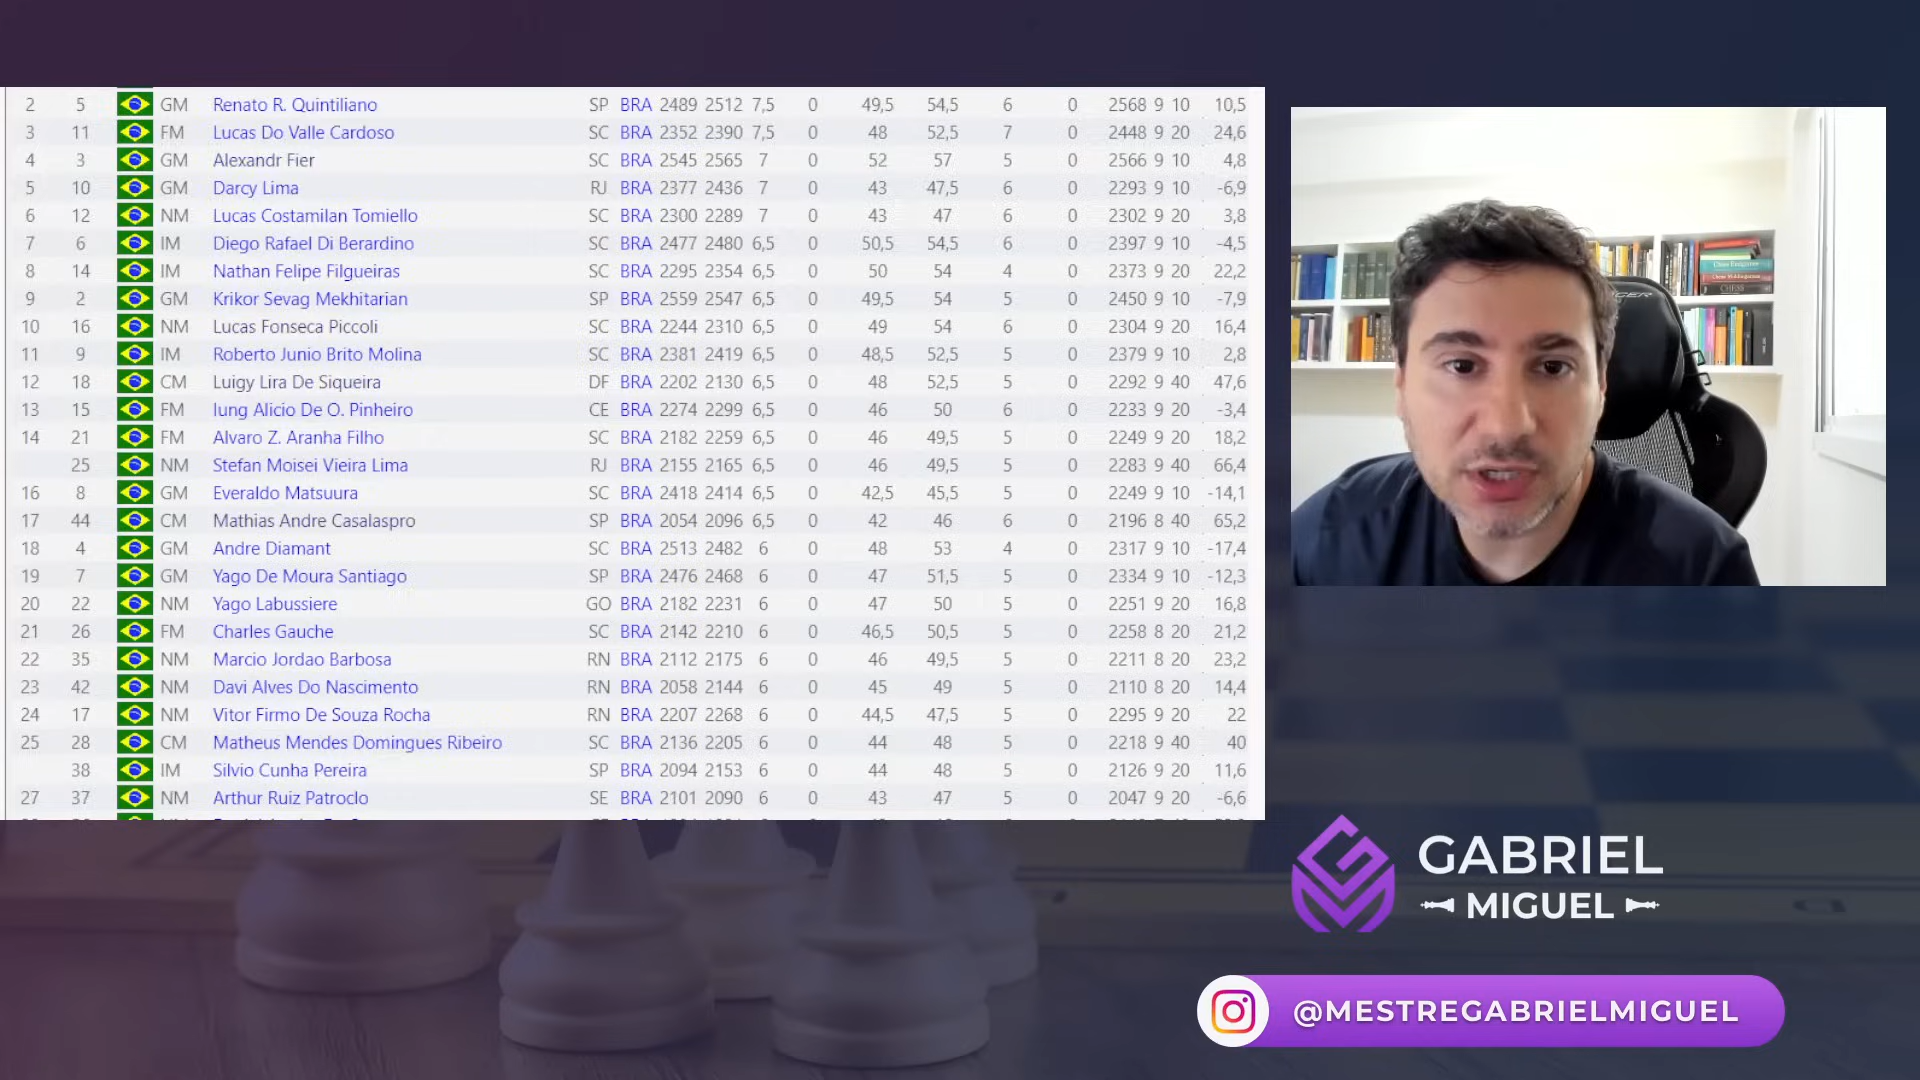 2 5 GM Renato R. Quintiliano SP BRA 2489 2512 7,5 0 49,5 54,5 6 0 2568 9 10 10,5
3 11 FM Lucas Do Valle Cardoso SC BRA 2352 2390 7,5 0 48 52,5 7 0 2448 9 20 24,6
4 3 GM Alexandr Fier SC BRA 2545 2565 7 0 52 57 5 0 2566 9 10 4,8
5 10 GM Darcy Lima RJ BRA 2377 2436 7 0 43 47,5 6 0 2293 9 10 -6,9
6 12 NM Lucas Costamilan Tomiello SC BRA 2300 2289 7 0 43 47 6 0 2302 9 20 3,8
7 6 IM Diego Rafael Di Berardino SC BRA 2477 2480 6,5 0 50,5 54,5 6 0 2397 9 10 -4,5
8 14 IM Nathan Felipe Filgueiras SC BRA 2295 2354 6,5 0 50 54 4 0 2373 9 20 22,2
9 2 GM Krikor Sevag Mekhitarian SP BRA 2559 2547 6,5 0 49,5 54 5 0 2450 9 10 -7,9
10 16 NM Lucas Fonseca Piccoli SC BRA 2244 2310 6,5 0 49 54 6 0 2304 9 20 16,4
11 9 IM Roberto Junio Brito Molina SC BRA 2381 2419 6,5 0 48,5 52,5 5 0 2379 9 10 2,8
12 18 CM Luigy Lira De Siqueira DF BRA 2202 2130 6,5 0 48 52,5 5 0 2292 9 40 47,6
13 15 FM Iung Alicio De O. Pinheiro CE BRA 2274 2299 6,5 0 46 50 6 0 2233 9 20 -3,4
14 21 FM Alvaro Z. Aranha Filho SC BRA 2182 2259 6,5 0 46 49,5 5 0 2249 9 20 18,2
25 NM Stefan Moisei Vieira Lima RJ BRA 2155 2165 6,5 0 46 49,5 5 0 2283 9 40 66,4
16 8 GM Everaldo Matsuura SC BRA 2418 2414 6,5 0 42,5 45,5 5 0 2249 9 10 -14,1
17 44 CM Mathias Andre Casalaspro SP BRA 2054 2096 6,5 0 42 46 6 0 2196 8 40 65,2
18 4 GM Andre Diamant SC BRA 2513 2482 6 0 48 53 4 0 2317 9 10 -17,4
19 7 GM Yago De Moura Santiago SP BRA 2476 2468 6 0 47 51,5 5 0 2334 9 10 -12,3
20 22 NM Yago Labussiere GO BRA 2182 2231 6 0 47 50 5 0 2251 9 20 16,8
21 26 FM Charles Gauche SC BRA 2142 2210 6 0 46,5 50,5 5 0 2258 8 20 21,2
22 35 NM Marcio Jordao Barbosa RN BRA 2112 2175 6 0 46 49,5 5 0 2211 8 20 23,2
23 42 NM Davi Alves Do Nascimento RN BRA 2058 2144 6 0 45 49 5 0 2110 8 20 14,4
24 17 NM Vitor Firmo De Souza Rocha RN BRA 2207 2268 6 0 44,5 47,5 5 0 2295 9 20 22
25 28 CM Matheus Mendes Domingues Ribeiro SC BRA 2136 2205 6 0 44 48 5 0 2218 9 40 40
38 IM Silvio Cunha Pereira SP BRA 2094 2153 6 0 44 48 5 0 2126 9 20 11,6
27 37 NM Arthur Ruiz Patroclo SE BRA 2101 2090 6 0 43 47 5 0 2047 9 20 -6,6
CHESS
GABRIEL
MIGUEL
@MESTREGABRIELMIGUEL